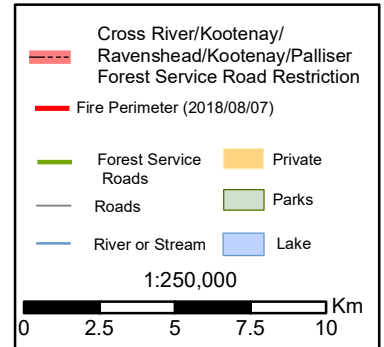 Cross River/Kootenay/
Ravenshead/Kootenay/Palliser
Forest Service Road Restriction
Fire Perimeter (2018/08/07)
Forest Service Private
Roads
Roads Parks
River or Stream Lake
1:250,000
Km
0 2.5 5 7.5 10